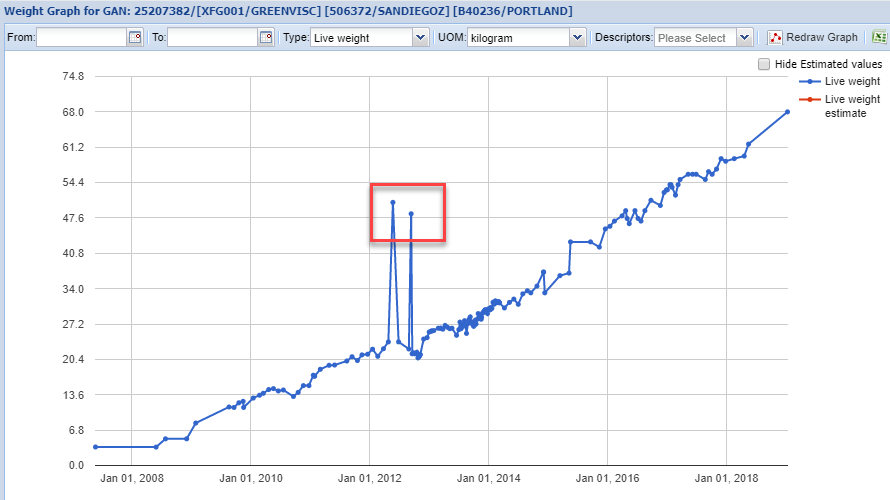 Weight Graph for GAN: 25207382/[XFG001/GREENVISC] [506372/SANDIEGOZ] [B40236/PORTLAND]
From: To: Type: Live weight UOM: kilogram Descriptors: Please Select Redraw Graph
Hide Estimated values
Live weight
Live weight
estimate
74.8
68.0
61.2
54.4
47.6
40.8
34.0
27.2
20.4
13.6
6.8
0.0
Jan 01, 2008 Jan 01, 2010 Jan 01, 2012 Jan 01, 2014 Jan 01, 2016 Jan 01, 2018